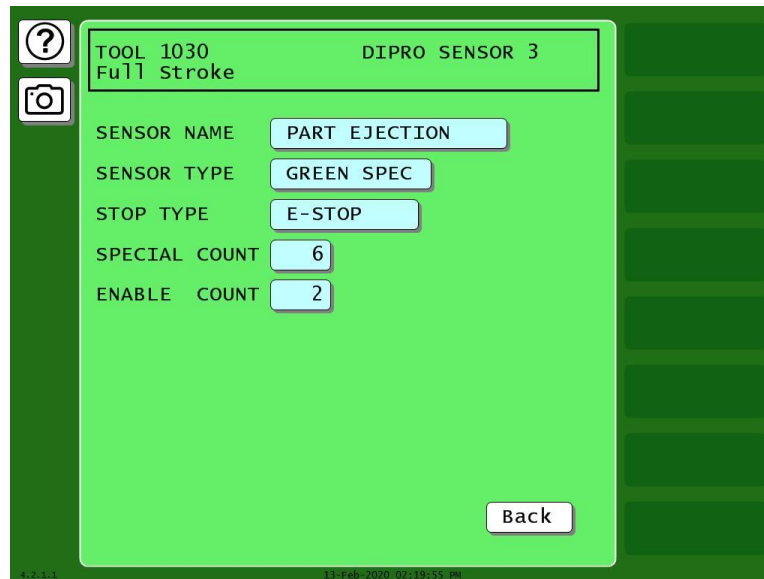 ?
TOOL 1030 DIPRO SENSOR 3
Full Stroke
SENSOR NAME PART EJECTION
SENSOR TYPE GREEN SPEC
STOP TYPE E-STOP
SPECIAL COUNT 6
ENABLE COUNT 2
Back
4.2.1.1 13-Feb-2020 02:19:55 PM